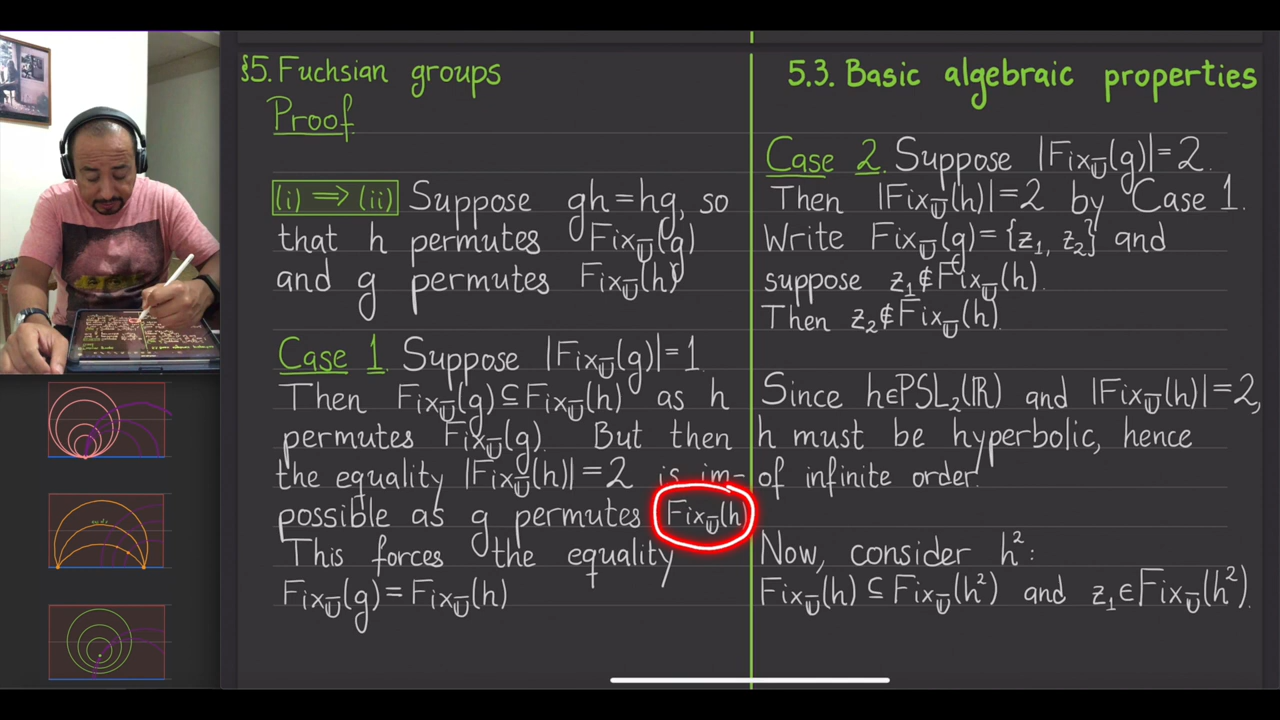 §5. Fuchsian groups
Proof
(i) ⟹ (ii) Suppose gh=hg, so
that h permutes Fix_Ū(g)
and g permutes Fix_Ū(h)
Case 1. Suppose |Fix_Ū(g)|=1
Then Fix_Ū(g)⊆Fix_Ū(h) as h
permutes Fix_Ū(g). But then
the equality |Fix_Ū(h)|=2 is im-
possible as g permutes Fix_Ū(h)
This forces the equality
Fix_Ū(g)=Fix_Ū(h)
5.3. Basic algebraic properties
Case 2. Suppose |Fix_Ū(g)|=2.
Then |Fix_Ū(h)|=2 by Case 1.
Write Fix_Ū(g)={z₁, z₂} and
suppose z₁∉Fix_Ū(h).
Then z₂∉Fix_Ū(h).
Since h∈PSL₂(ℝ) and |Fix_Ū(h)|=2,
h must be hyperbolic, hence
of infinite order.
Now, consider h²:
Fix_Ū(h)⊆Fix_Ū(h²) and z₁∈Fix_Ū(h²).